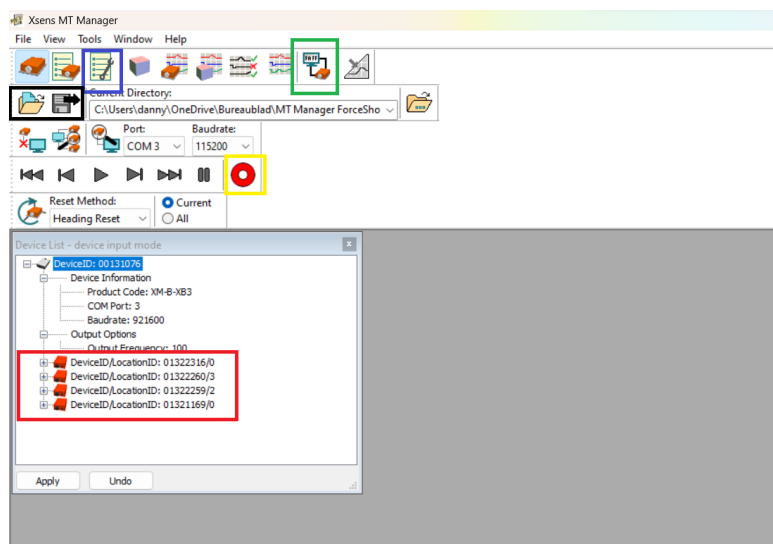 Xsens MT Manager
File View Tools Window Help
Current Directory:
C:\Users\danny\OneDrive\Bureaublad\MT Manager ForceSho
Port: Baudrate:
COM 3 115200
Reset Method: Current
Heading Reset All
Device List - device input mode
DeviceID: 00131076
Device Information
Product Code: XM-B-XB3
COM Port: 3
Baudrate: 921600
Output Options
Output Frequency: 100
DeviceID/LocationID: 01322316/0
DeviceID/LocationID: 01322260/3
DeviceID/LocationID: 01322259/2
DeviceID/LocationID: 01321169/0
Apply Undo